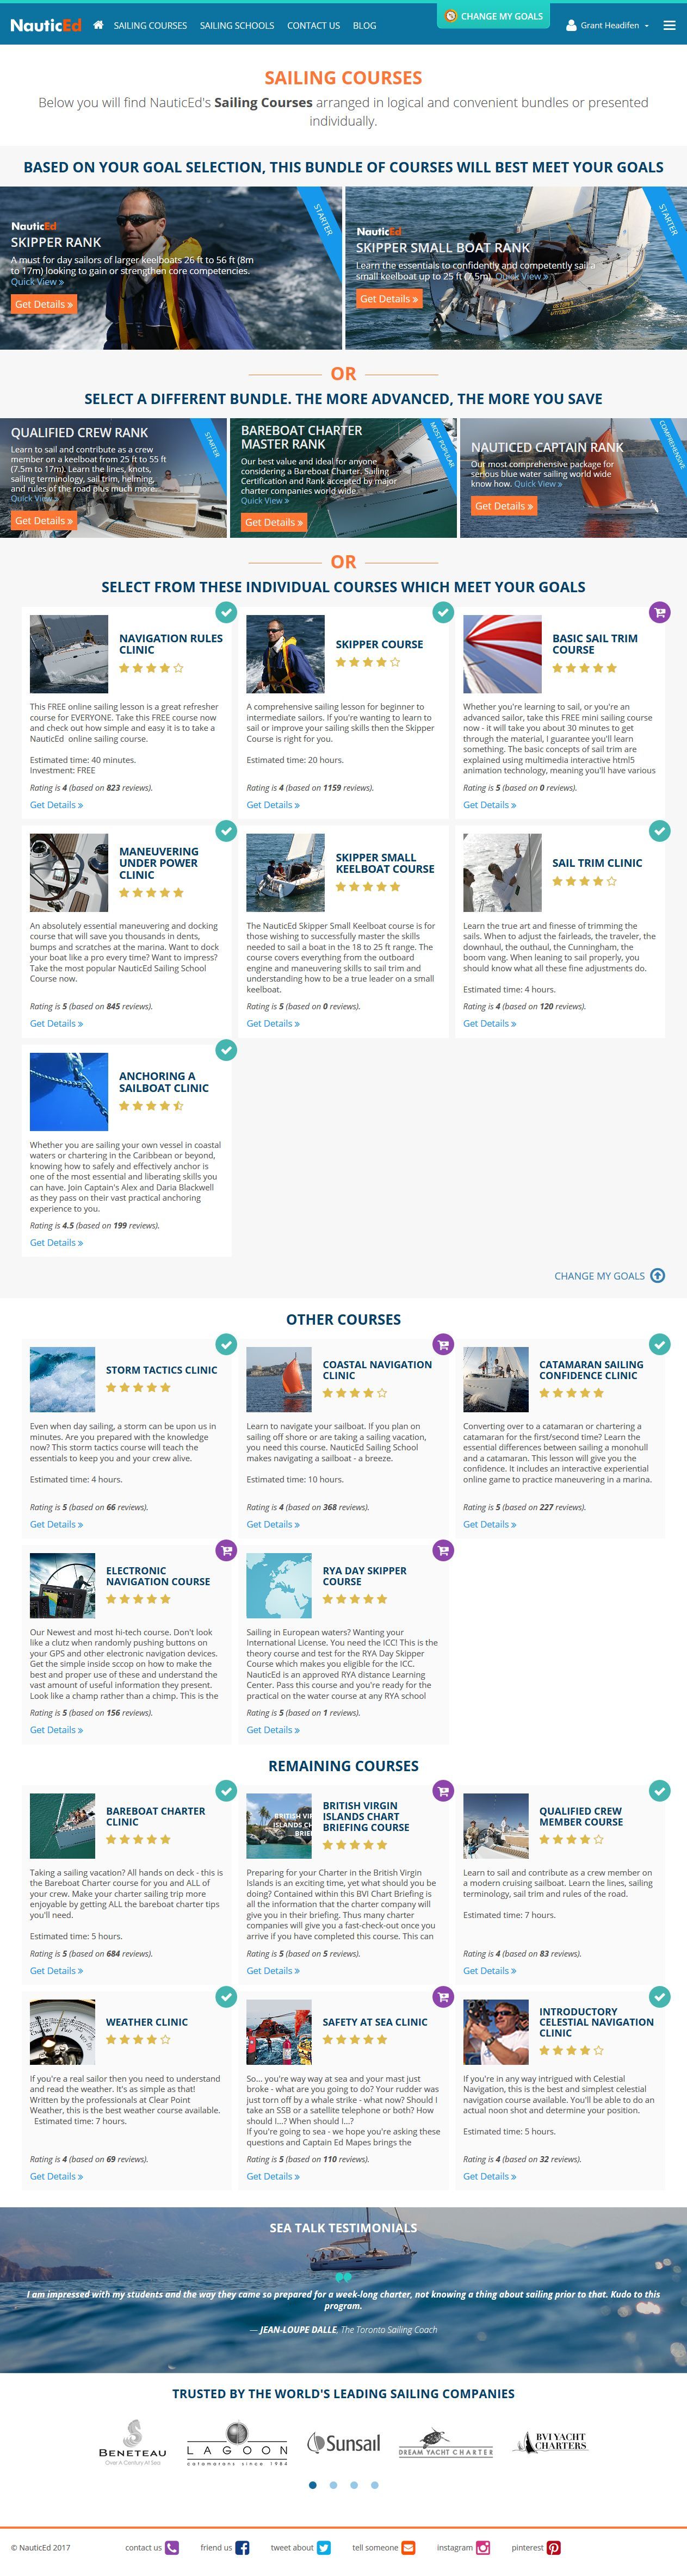 NauticEd
SAILING COURSES
SAILING SCHOOLS
CONTACT US
BLOG
CHANGE MY GOALS
Grant Headifen
SAILING COURSES
Below you will find NauticEd's Sailing Courses arranged in logical and convenient bundles or presented
individually.
BASED ON YOUR GOAL SELECTION, THIS BUNDLE OF COURSES WILL BEST MEET YOUR GOALS
STARTER
NauticEd
SKIPPER RANK
A must for day sailors of larger keelboats 26 ft to 56 ft (8m
to 17m) looking to gain or strengthen core competencies.
Quick View »
Get Details »
STARTER
NauticEd
SKIPPER SMALL BOAT RANK
Learn the essentials to confidently and competently sail a
small keelboat up to 25 ft (7.5m). Quick View »
Get Details »
OR
SELECT A DIFFERENT BUNDLE. THE MORE ADVANCED, THE MORE YOU SAVE
STARTER
QUALIFIED CREW RANK
Learn to sail and contribute as a crew
member on a keelboat from 25 ft to 55 ft
(7.5m to 17m). Learn the lines, knots,
sailing terminology, sail trim, helming,
and rules of the road plus much more.
Quick View »
Get Details »
MOST POPULAR
BAREBOAT CHARTER
MASTER RANK
Our best value and ideal for anyone
considering a Bareboat Charter. Sailing
Certification and Rank accepted by major
charter companies world wide.
Quick View »
Get Details »
COMPREHENSIVE
NAUTICED CAPTAIN RANK
Our most comprehensive package for
serious blue water sailing world wide
know how. Quick View »
Get Details »
OR
SELECT FROM THESE INDIVIDUAL COURSES WHICH MEET YOUR GOALS
NAVIGATION RULES
CLINIC
This FREE online sailing lesson is a great refresher
course for EVERYONE. Take this FREE course now
and check out how simple and easy it is to take a
NauticEd online sailing course.
Estimated time: 40 minutes.
Investment: FREE
Rating is 4 (based on 823 reviews).
Get Details »
SKIPPER COURSE
A comprehensive sailing lesson for beginner to
intermediate sailors. If you're wanting to learn to
sail or improve your sailing skills then the Skipper
Course is right for you.
Estimated time: 20 hours.
Rating is 4 (based on 1159 reviews).
Get Details »
BASIC SAIL TRIM
COURSE
Whether you're learning to sail, or you're an
advanced sailor, take this FREE mini sailing course
now - it will take you about 30 minutes to get
through the material, I guarantee you'll learn
something. The basic concepts of sail trim are
explained using multimedia interactive html5
animation technology, meaning you'll have various
Rating is 5 (based on 0 reviews).
Get Details »
MANEUVERING
UNDER POWER
CLINIC
An absolutely essential maneuvering and docking
course that will save you thousands in dents,
bumps and scratches at the marina. Want to dock
your boat like a pro every time? Want to impress?
Take the most popular NauticEd Sailing School
Course now.
Rating is 5 (based on 845 reviews).
Get Details »
SKIPPER SMALL
KEELBOAT COURSE
The NauticEd Skipper Small Keelboat course is for
those wishing to successfully master the skills
needed to sail a boat in the 18 to 25 ft range. The
course covers everything from the outboard
engine and maneuvering skills to sail trim and
understanding how to be a true leader on a small
keelboat.
Rating is 5 (based on 0 reviews).
Get Details »
SAIL TRIM CLINIC
Learn the true art and finesse of trimming the
sails. When to adjust the fairleads, the traveler, the
downhaul, the outhaul, the Cunningham, the
boom vang. When leaning to sail properly, you
should know what all these fine adjustments do.
Estimated time: 4 hours.
Rating is 4 (based on 120 reviews).
Get Details »
ANCHORING A
SAILBOAT CLINIC
Whether you are sailing your own vessel in coastal
waters or chartering in the Caribbean or beyond,
knowing how to safely and effectively anchor is
one of the most essential and liberating skills you
can have. Join Captain's Alex and Daria Blackwell
as they pass on their vast practical anchoring
experience to you.
Rating is 4.5 (based on 199 reviews).
Get Details »
CHANGE MY GOALS
OTHER COURSES
STORM TACTICS CLINIC
Even when day sailing, a storm can be upon us in
minutes. Are you prepared with the knowledge
now? This storm tactics course will teach the
essentials to keep you and your crew alive.
Estimated time: 4 hours.
Rating is 5 (based on 66 reviews).
Get Details »
COASTAL NAVIGATION
CLINIC
Learn to navigate your sailboat. If you plan on
sailing off shore or are taking a sailing vacation,
you need this course. NauticEd Sailing School
makes navigating a sailboat - a breeze.
Estimated time: 10 hours.
Rating is 4 (based on 368 reviews).
Get Details »
CATAMARAN SAILING
CONFIDENCE CLINIC
Converting over to a catamaran or chartering a
catamaran for the first/second time? Learn the
essential differences between sailing a monohull
and a catamaran. This lesson will give you the
confidence. It includes an interactive experiential
online game to practice maneuvering in a marina.
Rating is 5 (based on 227 reviews).
Get Details »
ELECTRONIC
NAVIGATION COURSE
Our Newest and most hi-tech course. Don't look
like a clutz when randomly pushing buttons on
your GPS and other electronic navigation devices.
Get the simple inside sccop on how to make the
best and proper use of these and understand the
vast amount of useful information they present.
Look like a champ rather than a chimp. This is the
Rating is 5 (based on 156 reviews).
Get Details »
RYA DAY SKIPPER
COURSE
Sailing in European waters? Wanting your
International License. You need the ICC! This is the
theory course and test for the RYA Day Skipper
Course which makes you eligible for the ICC.
NauticEd is an approved RYA distance Learning
Center. Pass this course and you're ready for the
practical on the water course at any RYA school
Rating is 5 (based on 1 reviews).
Get Details »
REMAINING COURSES
BAREBOAT CHARTER
CLINIC
Taking a sailing vacation? All hands on deck - this is
the Bareboat Charter course for you and ALL of
your crew. Make your charter sailing trip more
enjoyable by getting ALL the bareboat charter tips
you'll need.
Estimated time: 5 hours.
Rating is 5 (based on 684 reviews).
Get Details »
BRITISH VIR
ISLANDS CH
BRIEF
BRITISH VIRGIN
ISLANDS CHART
BRIEFING COURSE
Preparing for your Charter in the British Virgin
Islands is an exciting time, yet what should you be
doing? Contained within this BVI Chart Briefing is
all the information that the charter company will
give you in their briefing. Thus many charter
companies will give you a fast-check-out once you
arrive if you have completed this course. This can
Rating is 5 (based on 5 reviews).
Get Details »
QUALIFIED CREW
MEMBER COURSE
Learn to sail and contribute as a crew member on
a modern cruising sailboat. Learn the lines, sailing
terminology, sail trim and rules of the road.
Estimated time: 7 hours.
Rating is 4 (based on 83 reviews).
Get Details »
WEATHER CLINIC
If you're a real sailor then you need to understand
and read the weather. It's as simple as that!
Written by the professionals at Clear Point
Weather, this is the best weather course available.
Estimated time: 7 hours.
Rating is 4 (based on 69 reviews).
Get Details »
SAFETY AT SEA CLINIC
So... you're way way at sea and your mast just
broke - what are you going to do? Your rudder was
just torn off by a whale strike - what now? Should I
take an SSB or a satellite telephone or both? How
should I...? When should I...?
If you're going to sea - we hope you're asking these
questions and Captain Ed Mapes brings the
Rating is 5 (based on 110 reviews).
Get Details »
INTRODUCTORY
CELESTIAL NAVIGATION
CLINIC
If you're in any way intrigued with Celestial
Navigation, this is the best and simplest celestial
navigation course available. You'll be able to do an
actual noon shot and determine your position.
Estimated time: 5 hours.
Rating is 4 (based on 32 reviews).
Get Details »
SEA TALK TESTIMONIALS
I am impressed with my students and the way they came so prepared for a week-long charter, not knowing a thing about sailing prior to that. Kudo to this
program.
— JEAN-LOUPE DALLE, The Toronto Sailing Coach
TRUSTED BY THE WORLD'S LEADING SAILING COMPANIES
BENETEAU
Over A Century At Sea
LAGOON
catamarans since 1984
Sunsail
DREAM YACHT CHARTER
BVI YACHT
CHARTERS
© NauticEd 2017
contact us
friend us
tweet about
tell someone
instagram
pinterest